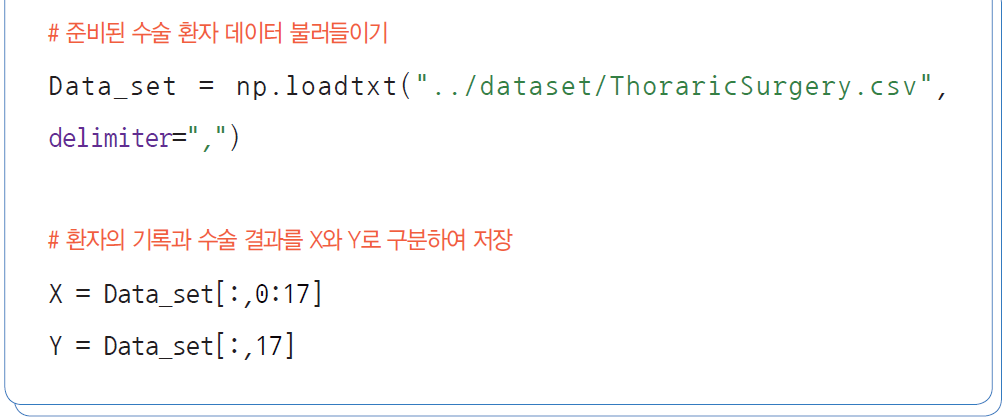 # 준비된 수술 환자 데이터 불러들이기
Data_set = np.loadtxt("../dataset/ThoraricSurgery.csv",
delimiter=",")
# 환자의 기록과 수술 결과를 X와 Y로 구분하여 저장
X = Data_set[:,0:17]
Y = Data_set[:,17]